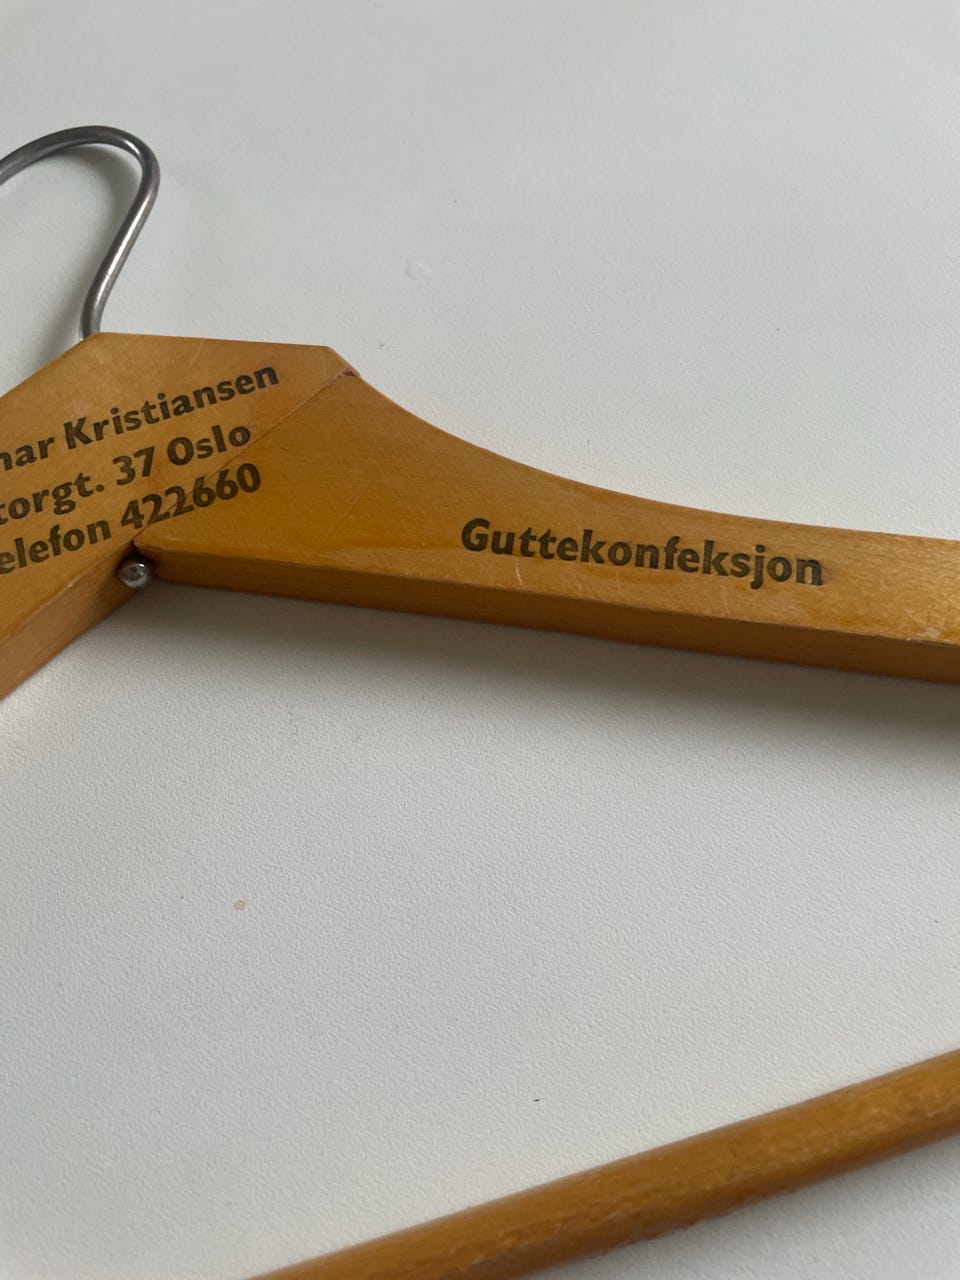 nar Kristiansen
torgt. 37 Oslo
elefon 422660
Guttekonfeksjon